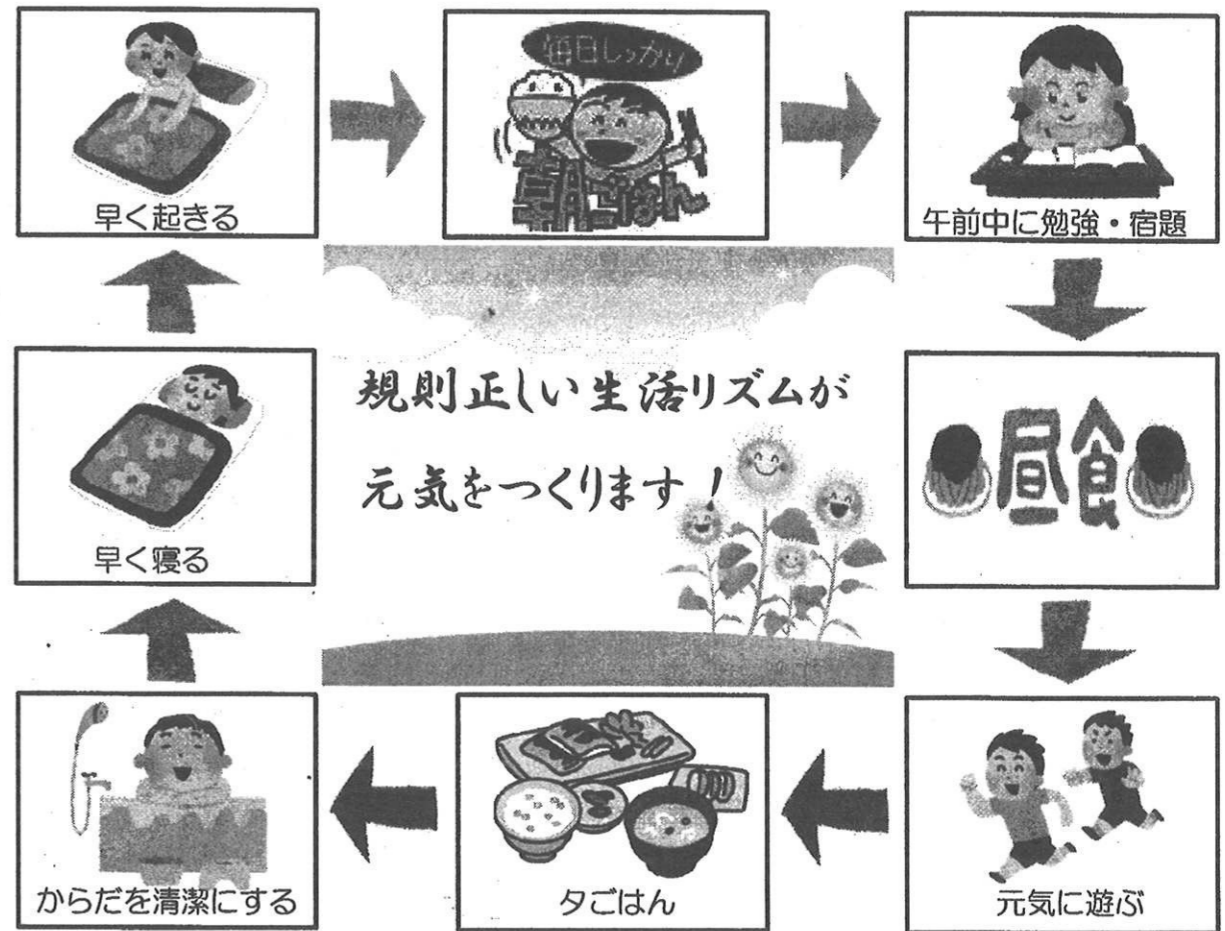 早く起きる
毎日しっかり
朝ごはん
午前中に勉強・宿題
昼食
元気に遊ぶ
夕ごはん
からだを清潔にする
早く寝る
規則正しい生活リズムが
元気をつくります!